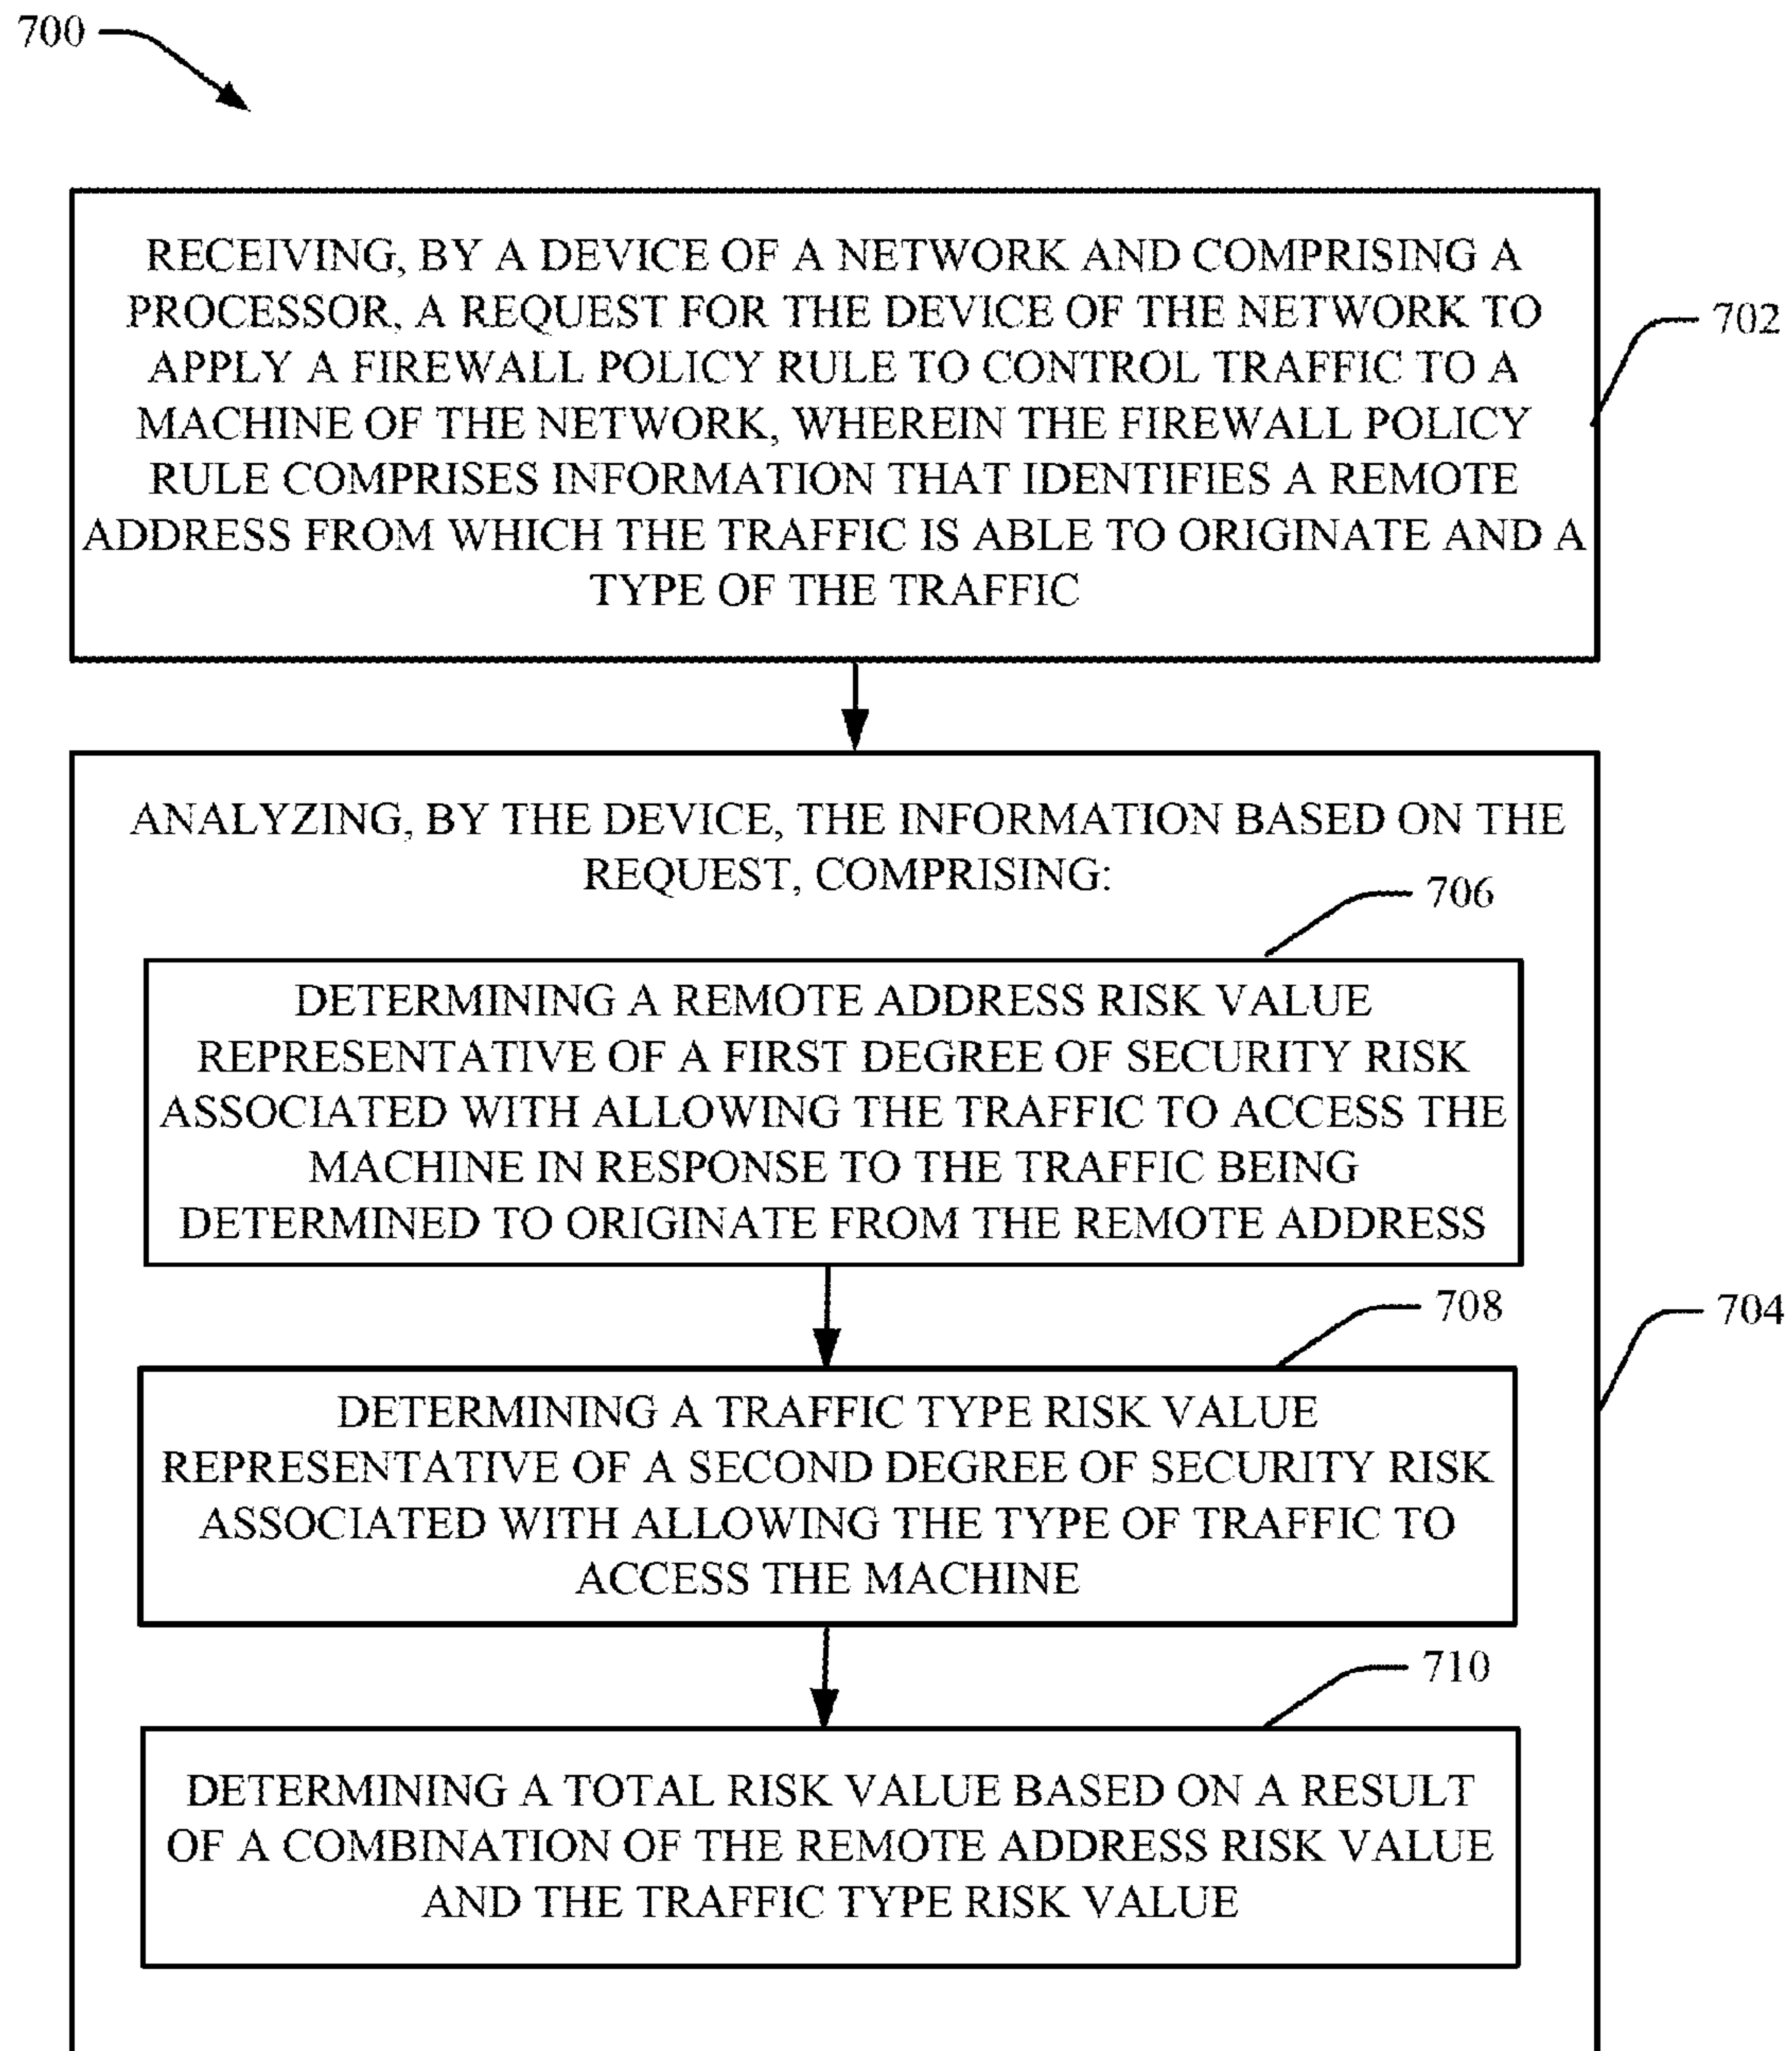 700
RECEIVING, BY A DEVICE OF A NETWORK AND COMPRISING A
PROCESSOR, A REQUEST FOR THE DEVICE OF THE NETWORK TO
APPLY A FIREWALL POLICY RULE TO CONTROL TRAFFIC TO A
MACHINE OF THE NETWORK, WHEREIN THE FIREWALL POLICY
RULE COMPRISES INFORMATION THAT IDENTIFIES A REMOTE
ADDRESS FROM WHICH THE TRAFFIC IS ABLE TO ORIGINATE AND A
TYPE OF THE TRAFFIC
702
ANALYZING, BY THE DEVICE, THE INFORMATION BASED ON THE
REQUEST, COMPRISING:
706
DETERMINING A REMOTE ADDRESS RISK VALUE
REPRESENTATIVE OF A FIRST DEGREE OF SECURITY RISK
ASSOCIATED WITH ALLOWING THE TRAFFIC TO ACCESS THE
MACHINE IN RESPONSE TO THE TRAFFIC BEING
DETERMINED TO ORIGINATE FROM THE REMOTE ADDRESS
708
704
DETERMINING A TRAFFIC TYPE RISK VALUE
REPRESENTATIVE OF A SECOND DEGREE OF SECURITY RISK
ASSOCIATED WITH ALLOWING THE TYPE OF TRAFFIC TO
ACCESS THE MACHINE
710
DETERMINING A TOTAL RISK VALUE BASED ON A RESULT
OF A COMBINATION OF THE REMOTE ADDRESS RISK VALUE
AND THE TRAFFIC TYPE RISK VALUE